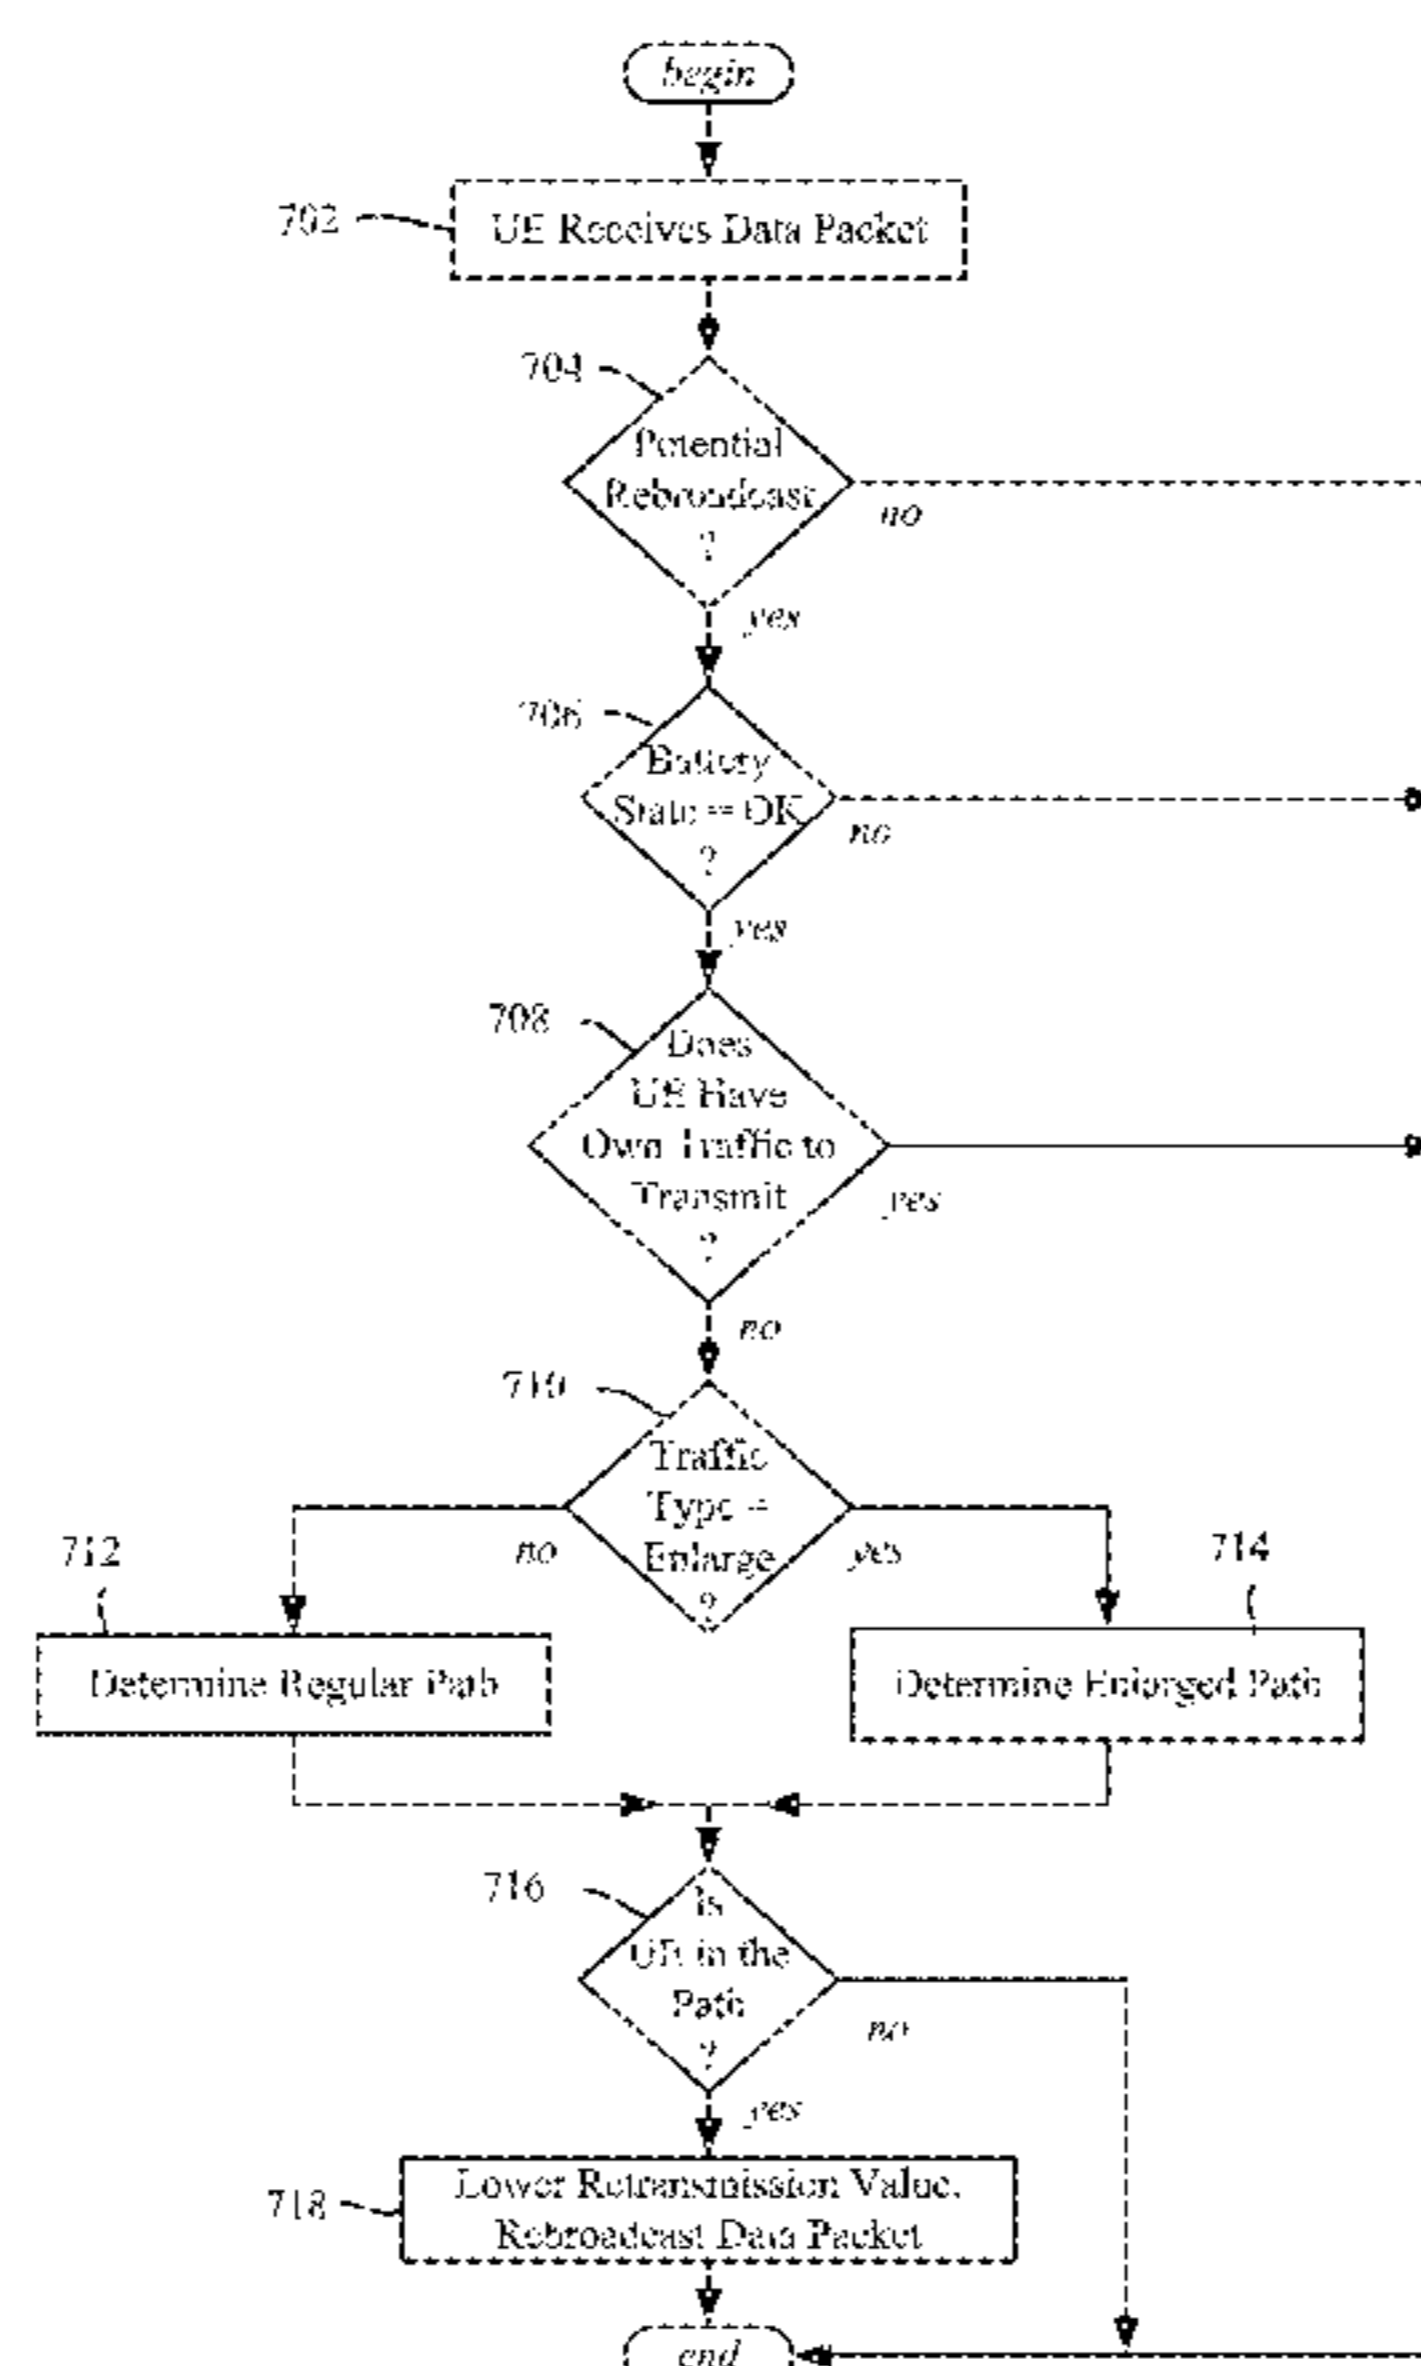 begin
702
UE Receives Data Packet
704
Potential
Rebroadcast
?
no
yes
706
Battery
State == OK
?
no
yes
708
Does
UE Have
Own Traffic to
Transmit
?
yes
no
710
Traffic
Type =
Enlarge
?
no
yes
712
714
Determine Regular Path
Determine Enlarged Path
716
Is
UE in the
Path
?
no
yes
718
Lower Retransmission Value,
Rebroadcast Data Packet
end